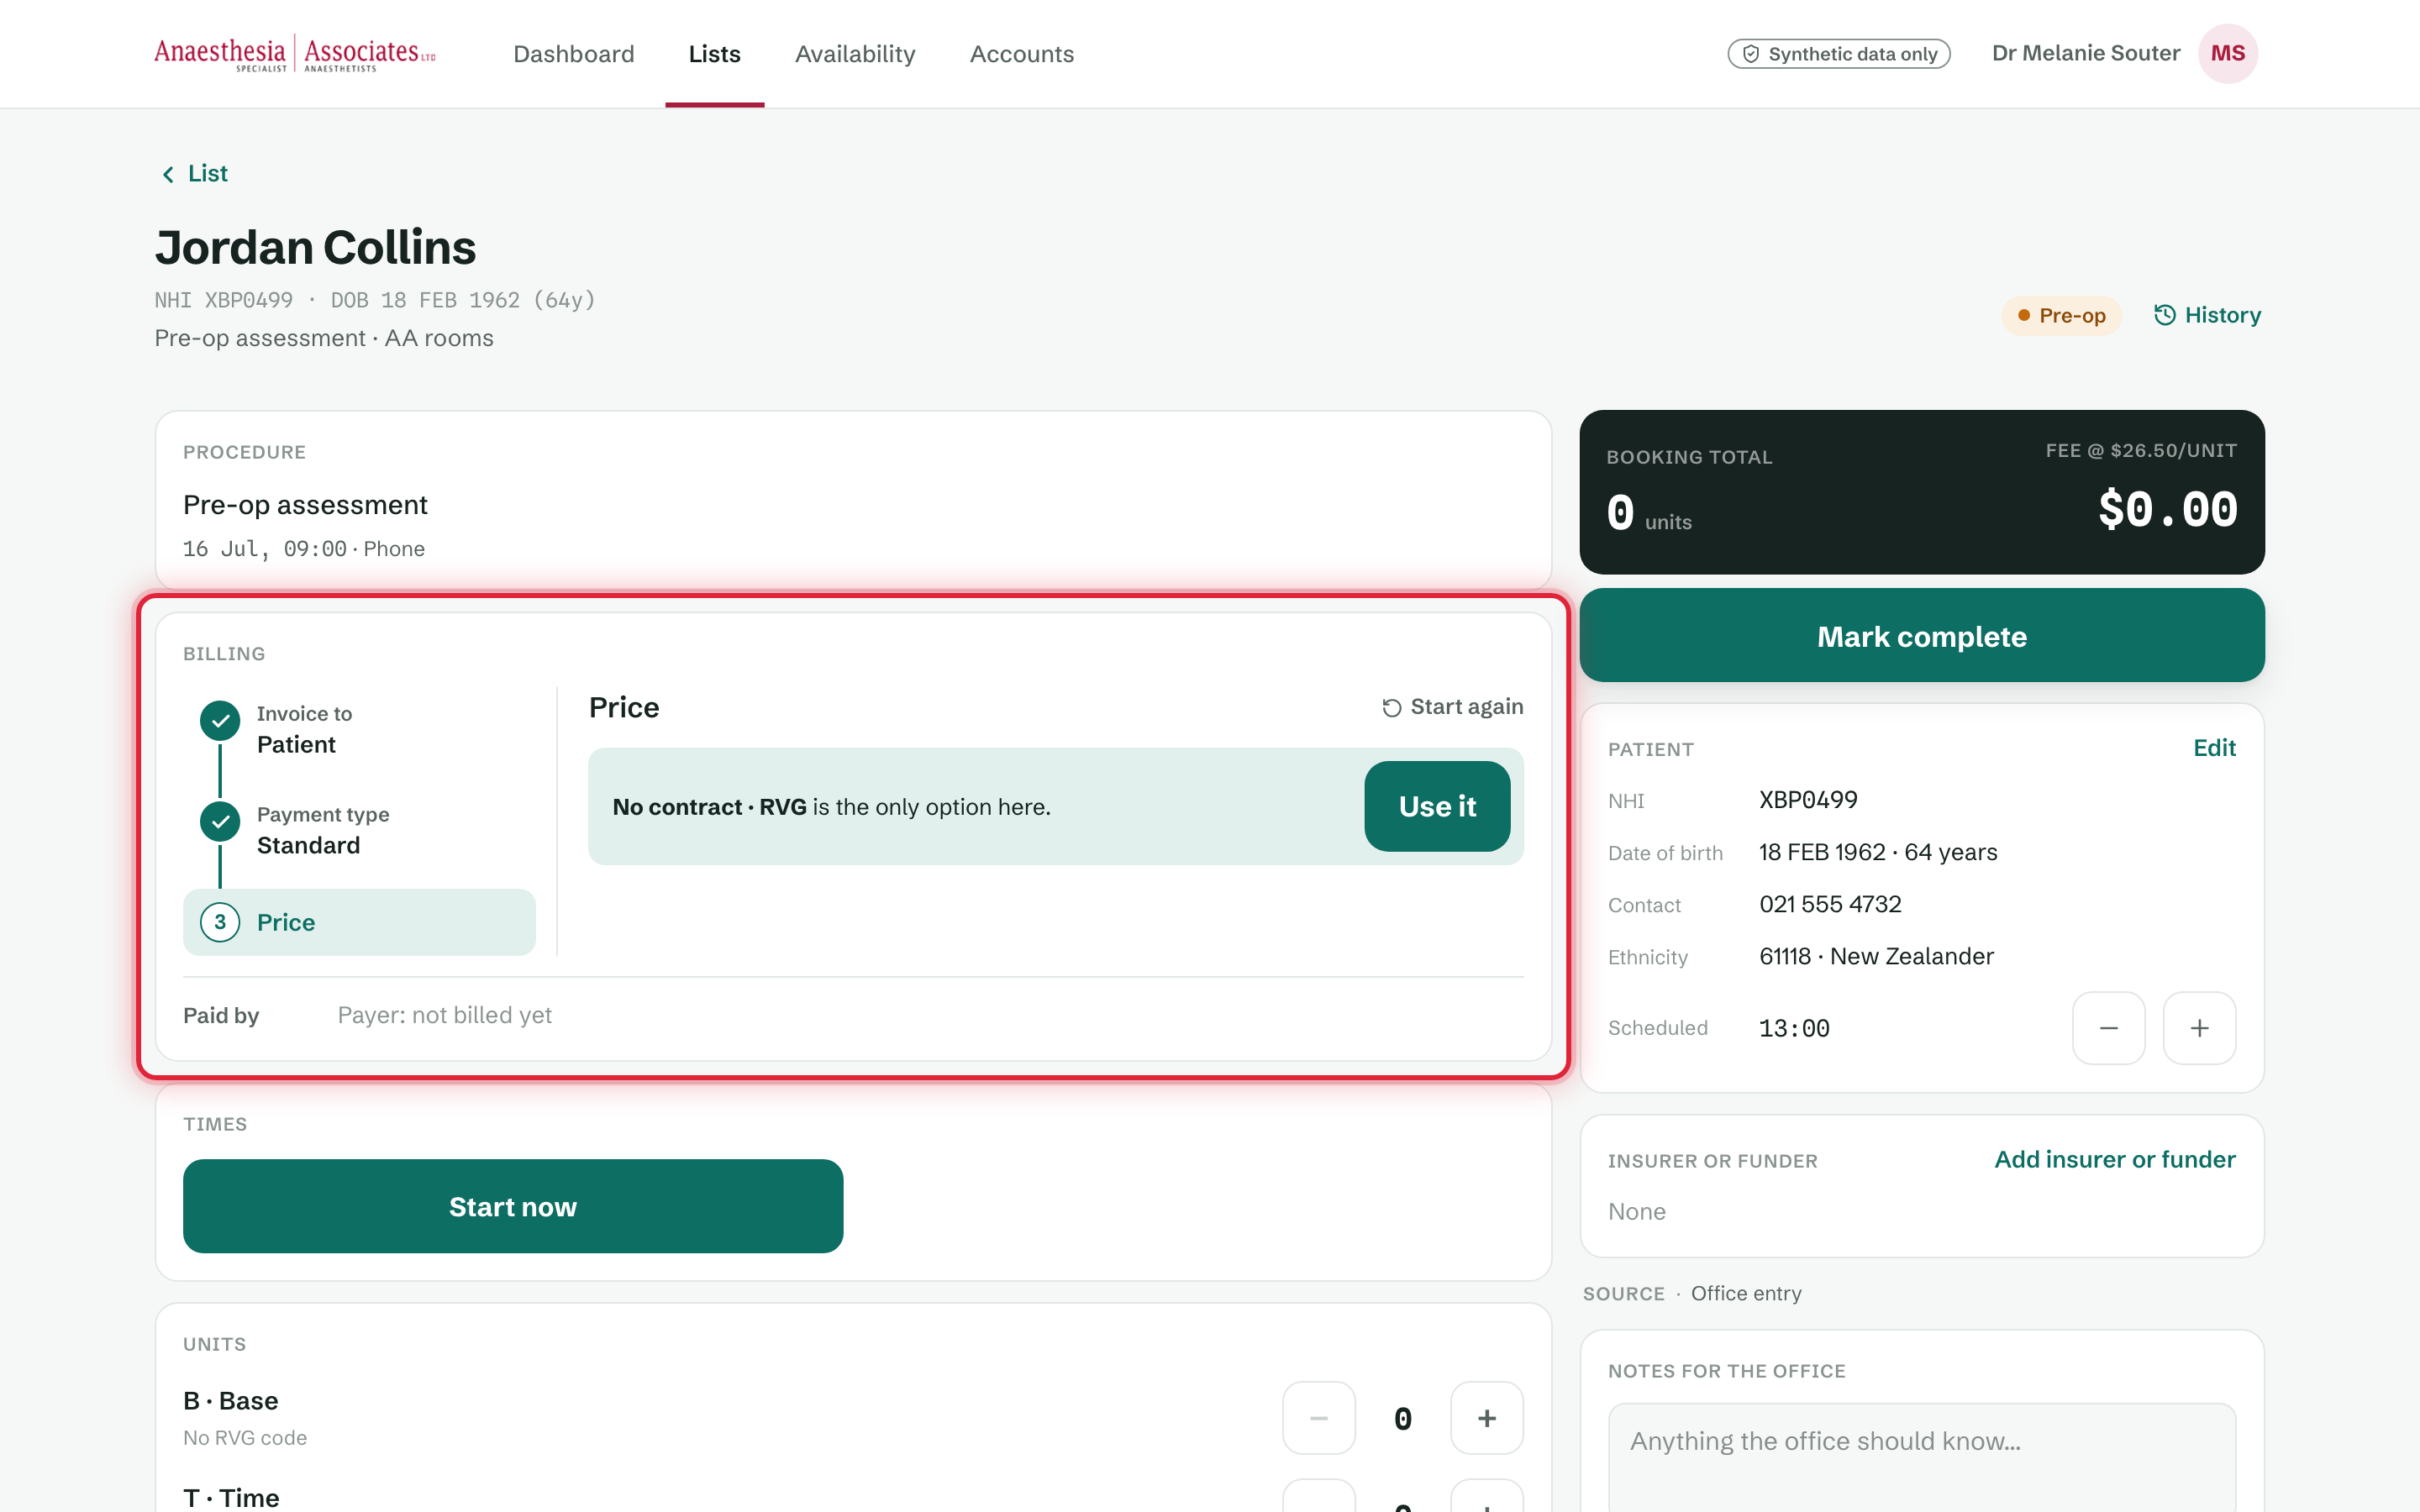 Anaesthesia Associates LTD
SPECIALIST ANAESTHETISTS
Dashboard
Lists
Availability
Accounts
Synthetic data only
Dr Melanie Souter
MS
List
Jordan Collins
NHI XBP0499 · DOB 18 FEB 1962 (64y)
Pre-op assessment · AA rooms
Pre-op
History
PROCEDURE
Pre-op assessment
16 Jul, 09:00 · Phone
BILLING
Invoice to
Patient
Payment type
Standard
3 Price
Price
Start again
No contract · RVG is the only option here.
Use it
Paid by
Payer: not billed yet
TIMES
Start now
UNITS
B · Base
No RVG code
− 0 +
T · Time
BOOKING TOTAL
0 units
FEE @ $26.50/UNIT
$0.00
Mark complete
PATIENT
Edit
NHI XBP0499
Date of birth 18 FEB 1962 · 64 years
Contact 021 555 4732
Ethnicity 61118 · New Zealander
Scheduled 13:00 − +
INSURER OR FUNDER
Add insurer or funder
None
SOURCE · Office entry
NOTES FOR THE OFFICE
Anything the office should know...